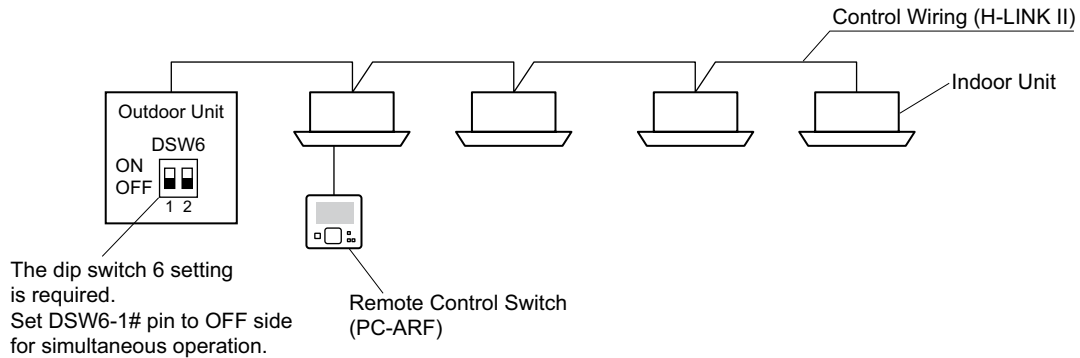 Control Wiring (H-LINK II)
Indoor Unit
Outdoor Unit
DSW6
ON
OFF
1 2
The dip switch 6 setting
is required.
Set DSW6-1# pin to OFF side
for simultaneous operation.
Remote Control Switch
(PC-ARF)